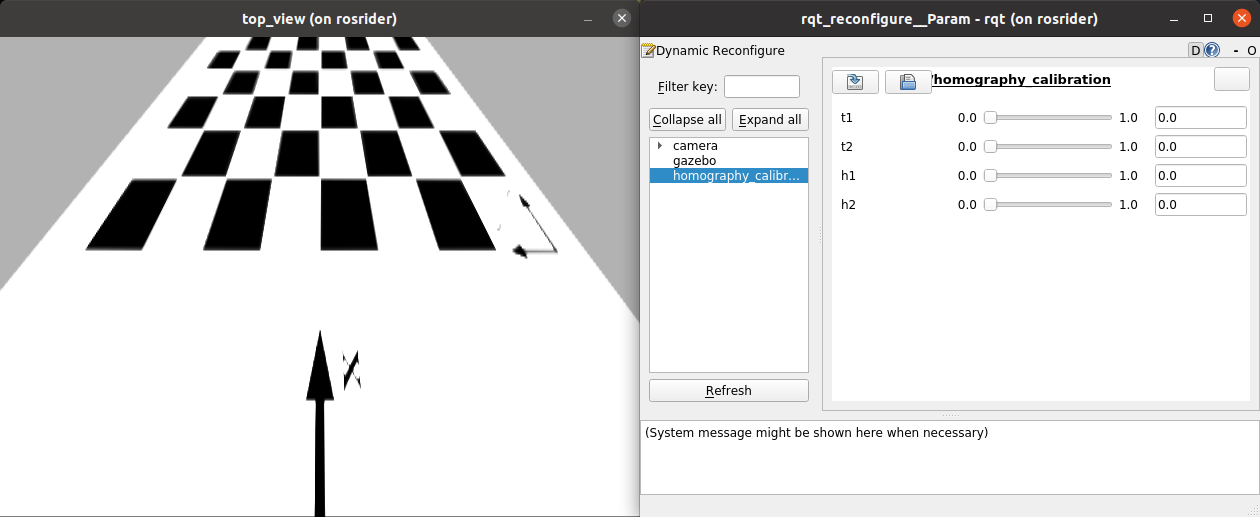 top_view (on rosrider)
rqt_reconfigure__Param - rqt (on rosrider)
Dynamic Reconfigure
D ? - O
Filter key:
Collapse all Expand all
camera
gazebo
homography_calibr...
Refresh
/homography_calibration
t1 0.0 1.0 0.0
t2 0.0 1.0 0.0
h1 0.0 1.0 0.0
h2 0.0 1.0 0.0
X
(System message might be shown here when necessary)